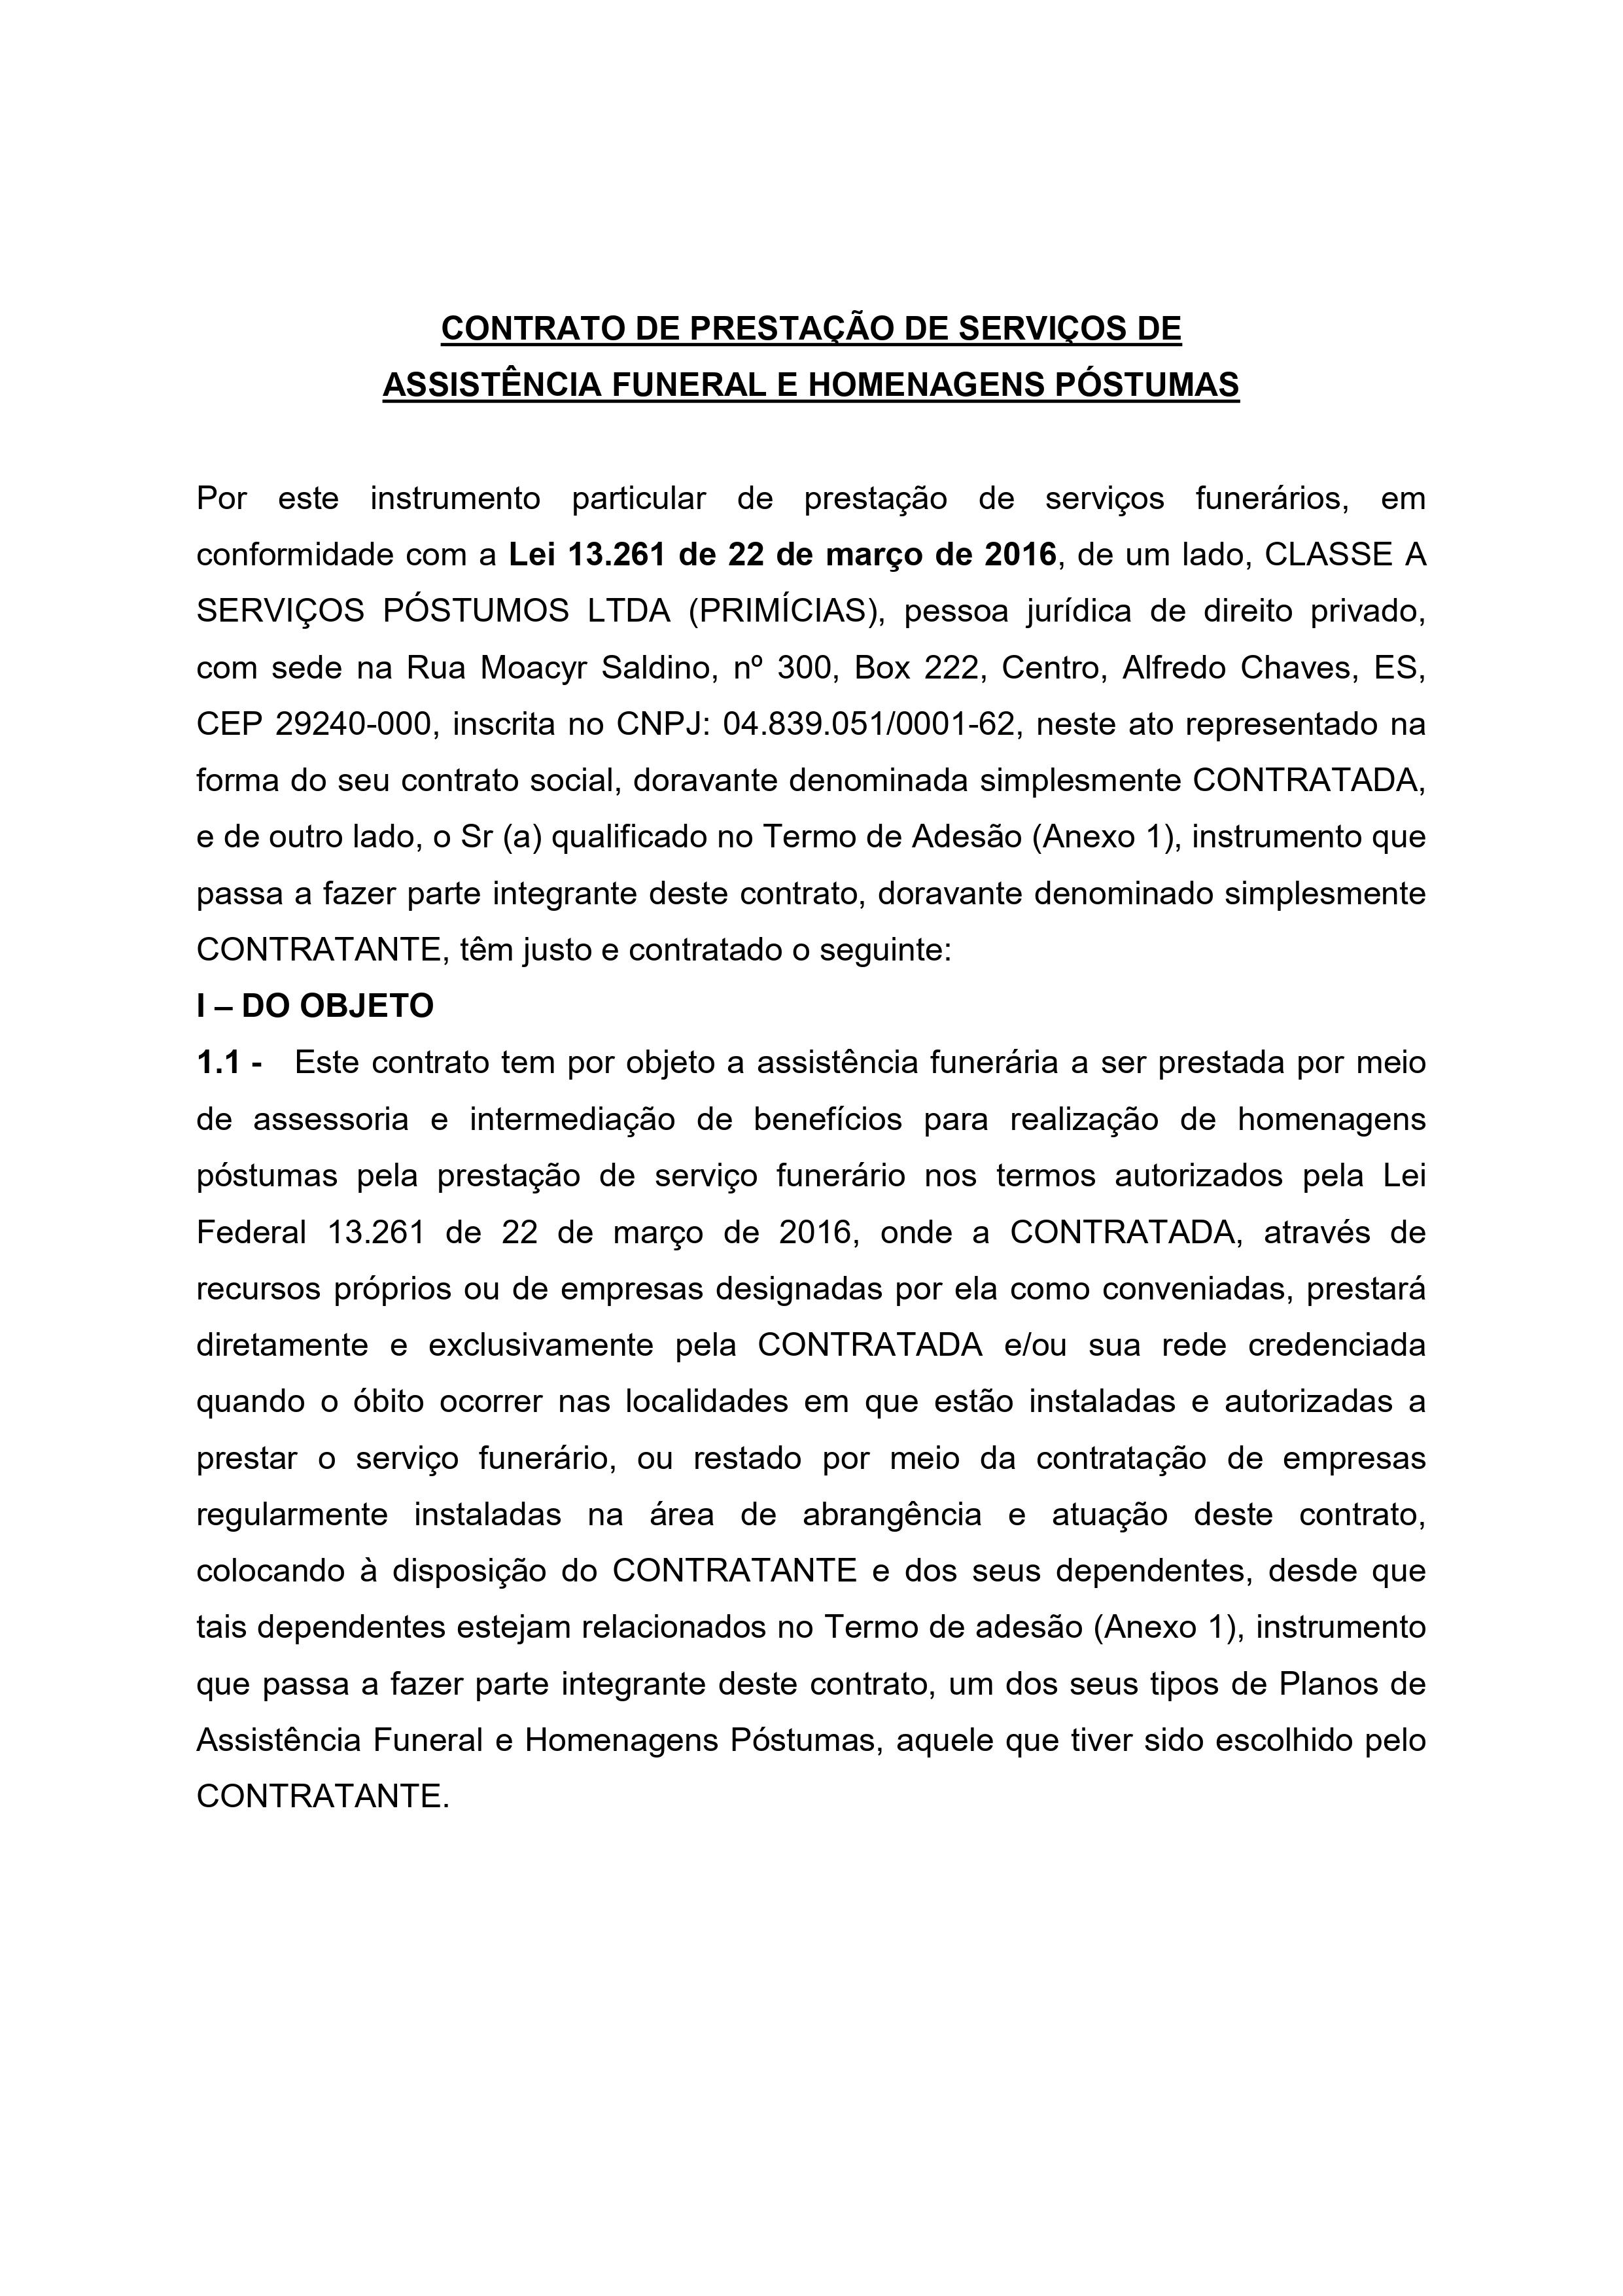 CONTRATO DE PRESTAÇÃO DE SERVIÇOS DE
ASSISTÊNCIA FUNERAL E HOMENAGENS PÓSTUMAS
Por este instrumento particular de prestação de serviços funerários, em
conformidade com a Lei 13.261 de 22 de março de 2016, de um lado, CLASSE A
SERVIÇOS PÓSTUMOS LTDA (PRIMÍCIAS), pessoa jurídica de direito privado,
com sede na Rua Moacyr Saldino, nº 300, Box 222, Centro, Alfredo Chaves, ES,
CEP 29240-000, inscrita no CNPJ: 04.839.051/0001-62, neste ato representado na
forma do seu contrato social, doravante denominada simplesmente CONTRATADA,
e de outro lado, o Sr (a) qualificado no Termo de Adesão (Anexo 1), instrumento que
passa a fazer parte integrante deste contrato, doravante denominado simplesmente
CONTRATANTE, têm justo e contratado o seguinte:
I – DO OBJETO
1.1 - Este contrato tem por objeto a assistência funerária a ser prestada por meio
de assessoria e intermediação de benefícios para realização de homenagens
póstumas pela prestação de serviço funerário nos termos autorizados pela Lei
Federal 13.261 de 22 de março de 2016, onde a CONTRATADA, através de
recursos próprios ou de empresas designadas por ela como conveniadas, prestará
diretamente e exclusivamente pela CONTRATADA e/ou sua rede credenciada
quando o óbito ocorrer nas localidades em que estão instaladas e autorizadas a
prestar o serviço funerário, ou restado por meio da contratação de empresas
regularmente instaladas na área de abrangência e atuação deste contrato,
colocando à disposição do CONTRATANTE e dos seus dependentes, desde que
tais dependentes estejam relacionados no Termo de adesão (Anexo 1), instrumento
que passa a fazer parte integrante deste contrato, um dos seus tipos de Planos de
Assistência Funeral e Homenagens Póstumas, aquele que tiver sido escolhido pelo
CONTRATANTE.